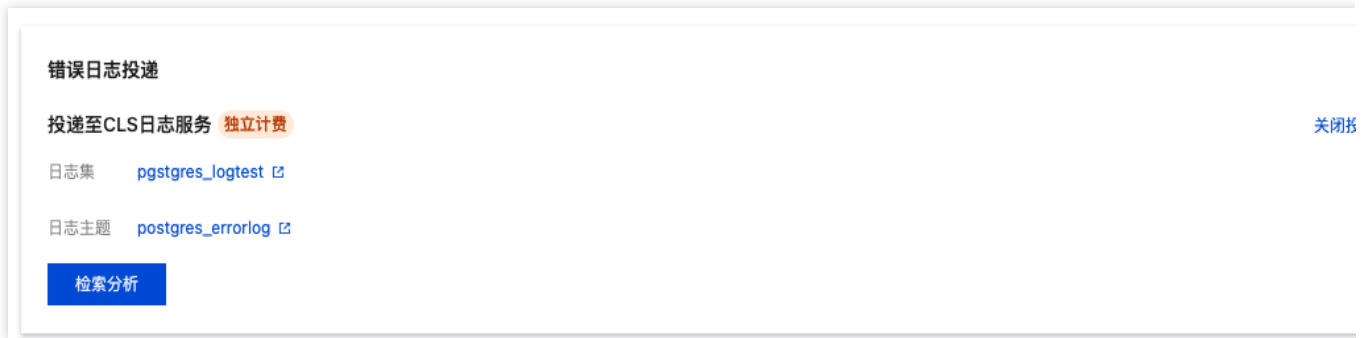 错误日志投递
投递至CLS日志服务 独立计费 关闭投
日志集 pgstgres_logtest
日志主题 postgres_errorlog
检索分析